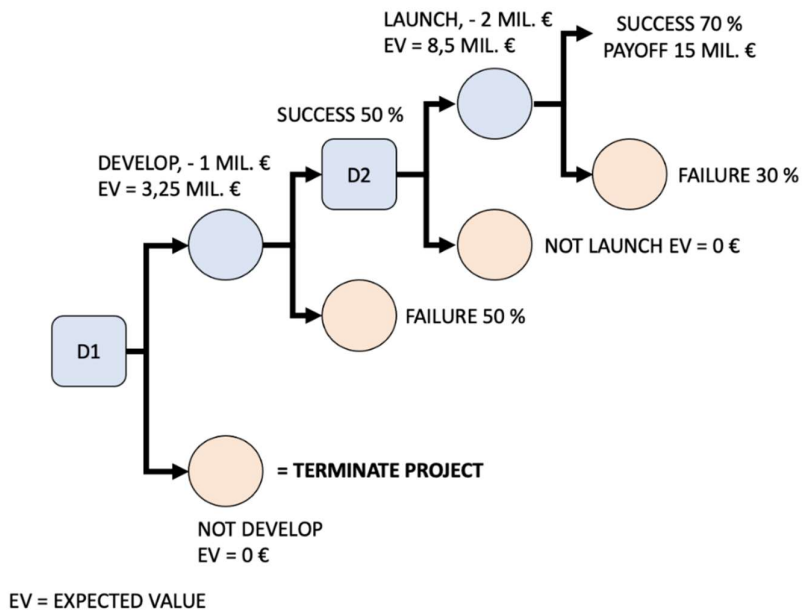 LAUNCH, - 2 MIL. €
EV = 8,5 MIL. €
SUCCESS 70 %
PAYOFF 15 MIL. €
SUCCESS 50 %
DEVELOP, - 1 MIL. €
EV = 3,25 MIL. €
D2
FAILURE 30 %
NOT LAUNCH EV = 0 €
FAILURE 50 %
D1
= TERMINATE PROJECT
NOT DEVELOP
EV = 0 €
EV = EXPECTED VALUE